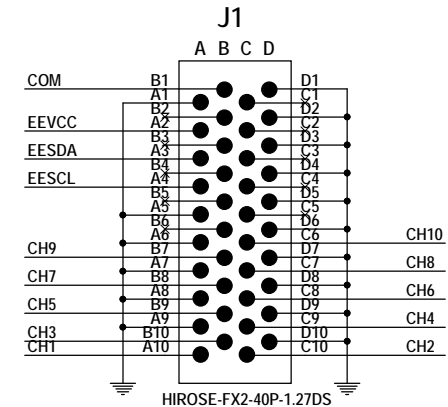 J1
A B C D
COM B1 D1
A1 C1
B2 D2
EEVCC A2 C2
B3 D3
EESDA A3 C3
B4 D4
EESCL A4 C4
B5 D5
A5 C5
B6 D6
A6 C6 CH10
CH9 B7 D7
A7 C7 CH8
CH7 B8 D8
A8 C8 CH6
CH5 B9 D9
A9 C9 CH4
CH3 B10 D10
CH1 A10 C10 CH2
HIROSE-FX2-40P-1.27DS